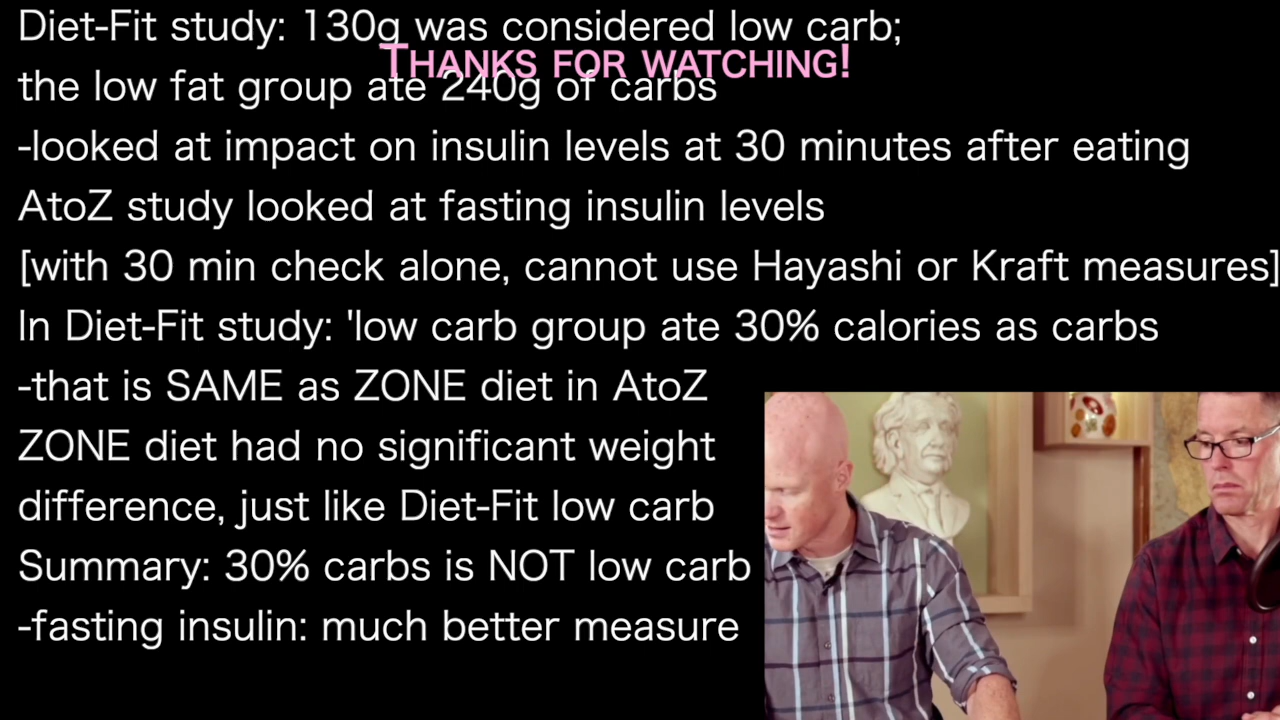 Diet-Fit study: 130g was considered low carb;
THANKS FOR WATCHING!
the low fat group ate 240g of carbs
-looked at impact on insulin levels at 30 minutes after eating
AtoZ study looked at fasting insulin levels
[with 30 min check alone, cannot use Hayashi or Kraft measures]
In Diet-Fit study: 'low carb group ate 30% calories as carbs
-that is SAME as ZONE diet in AtoZ
ZONE diet had no significant weight
difference, just like Diet-Fit low carb
Summary: 30% carbs is NOT low carb
-fasting insulin: much better measure